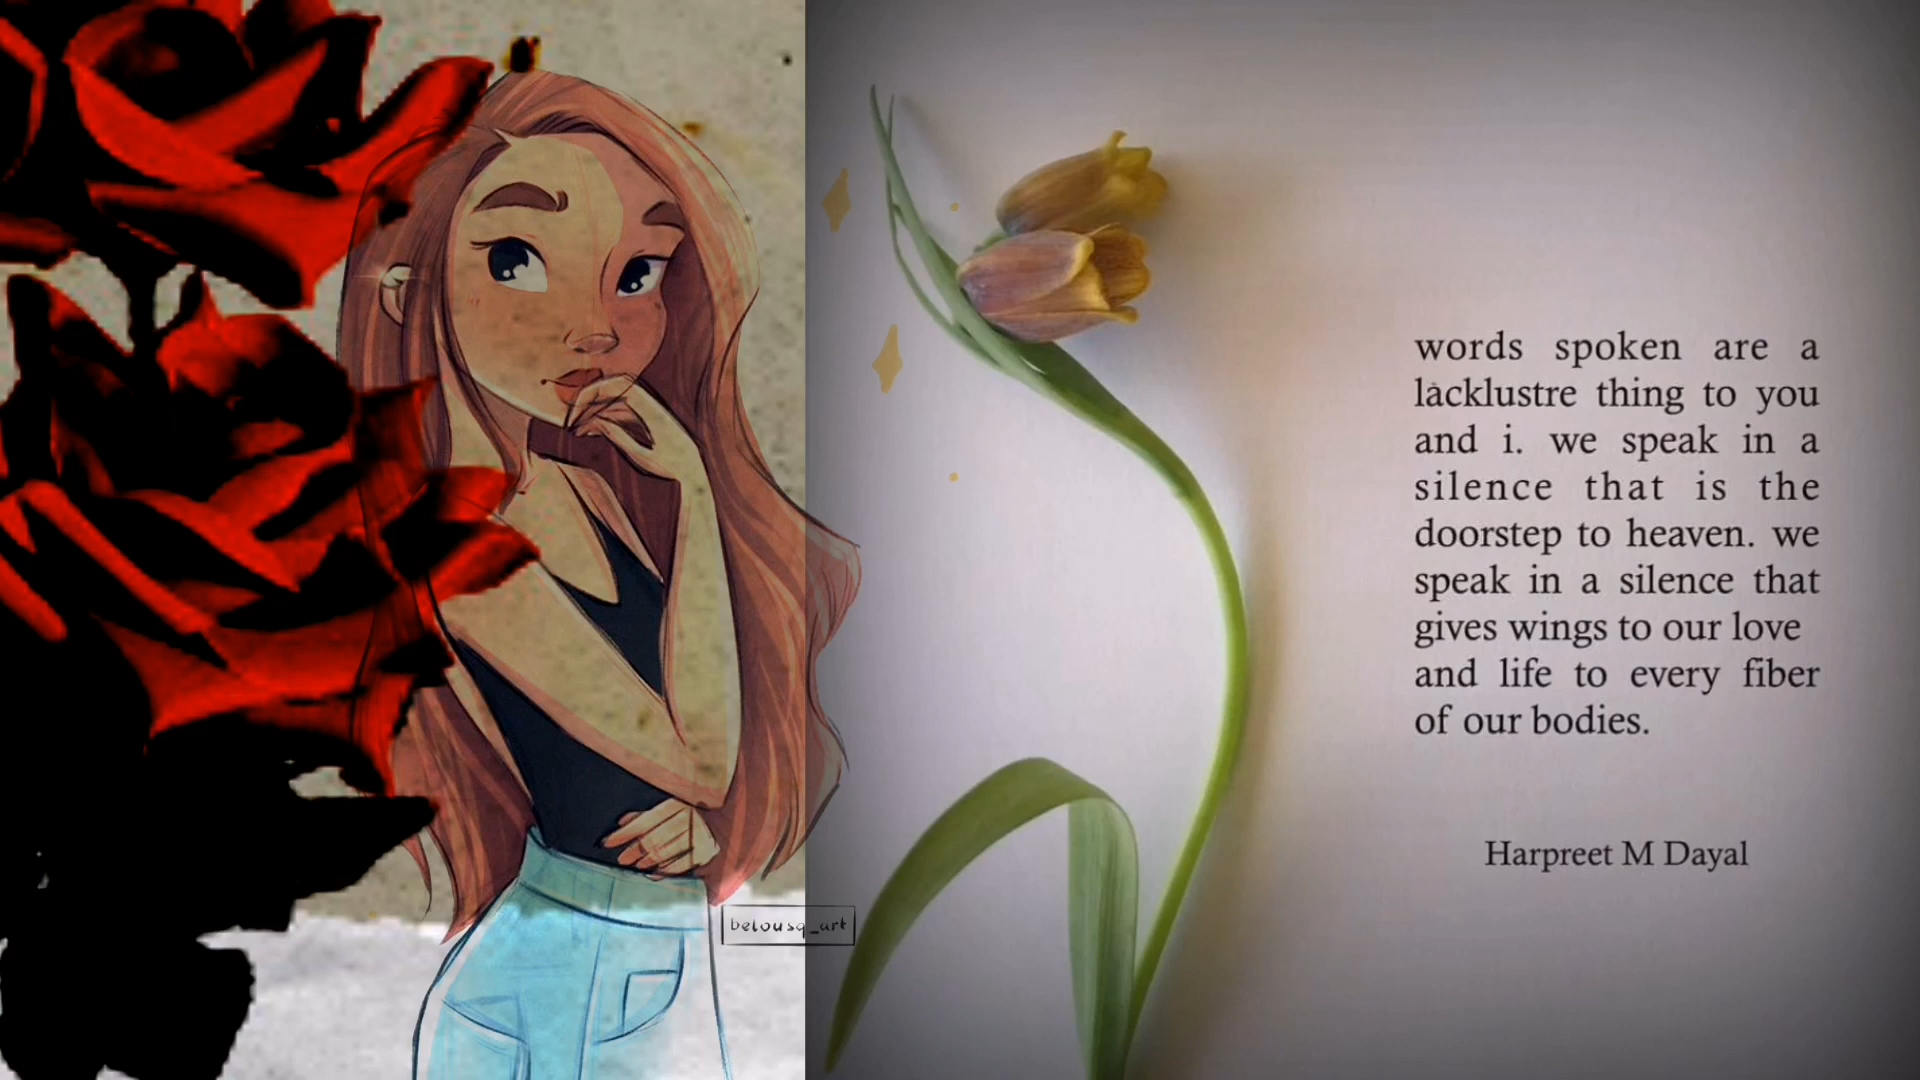 words spoken are a
lacklustre thing to you
and i. we speak in a
silence that is the
doorstep to heaven. we
speak in a silence that
gives wings to our love
and life to every fiber
of our bodies.
Harpreet M Dayal
belousq_art